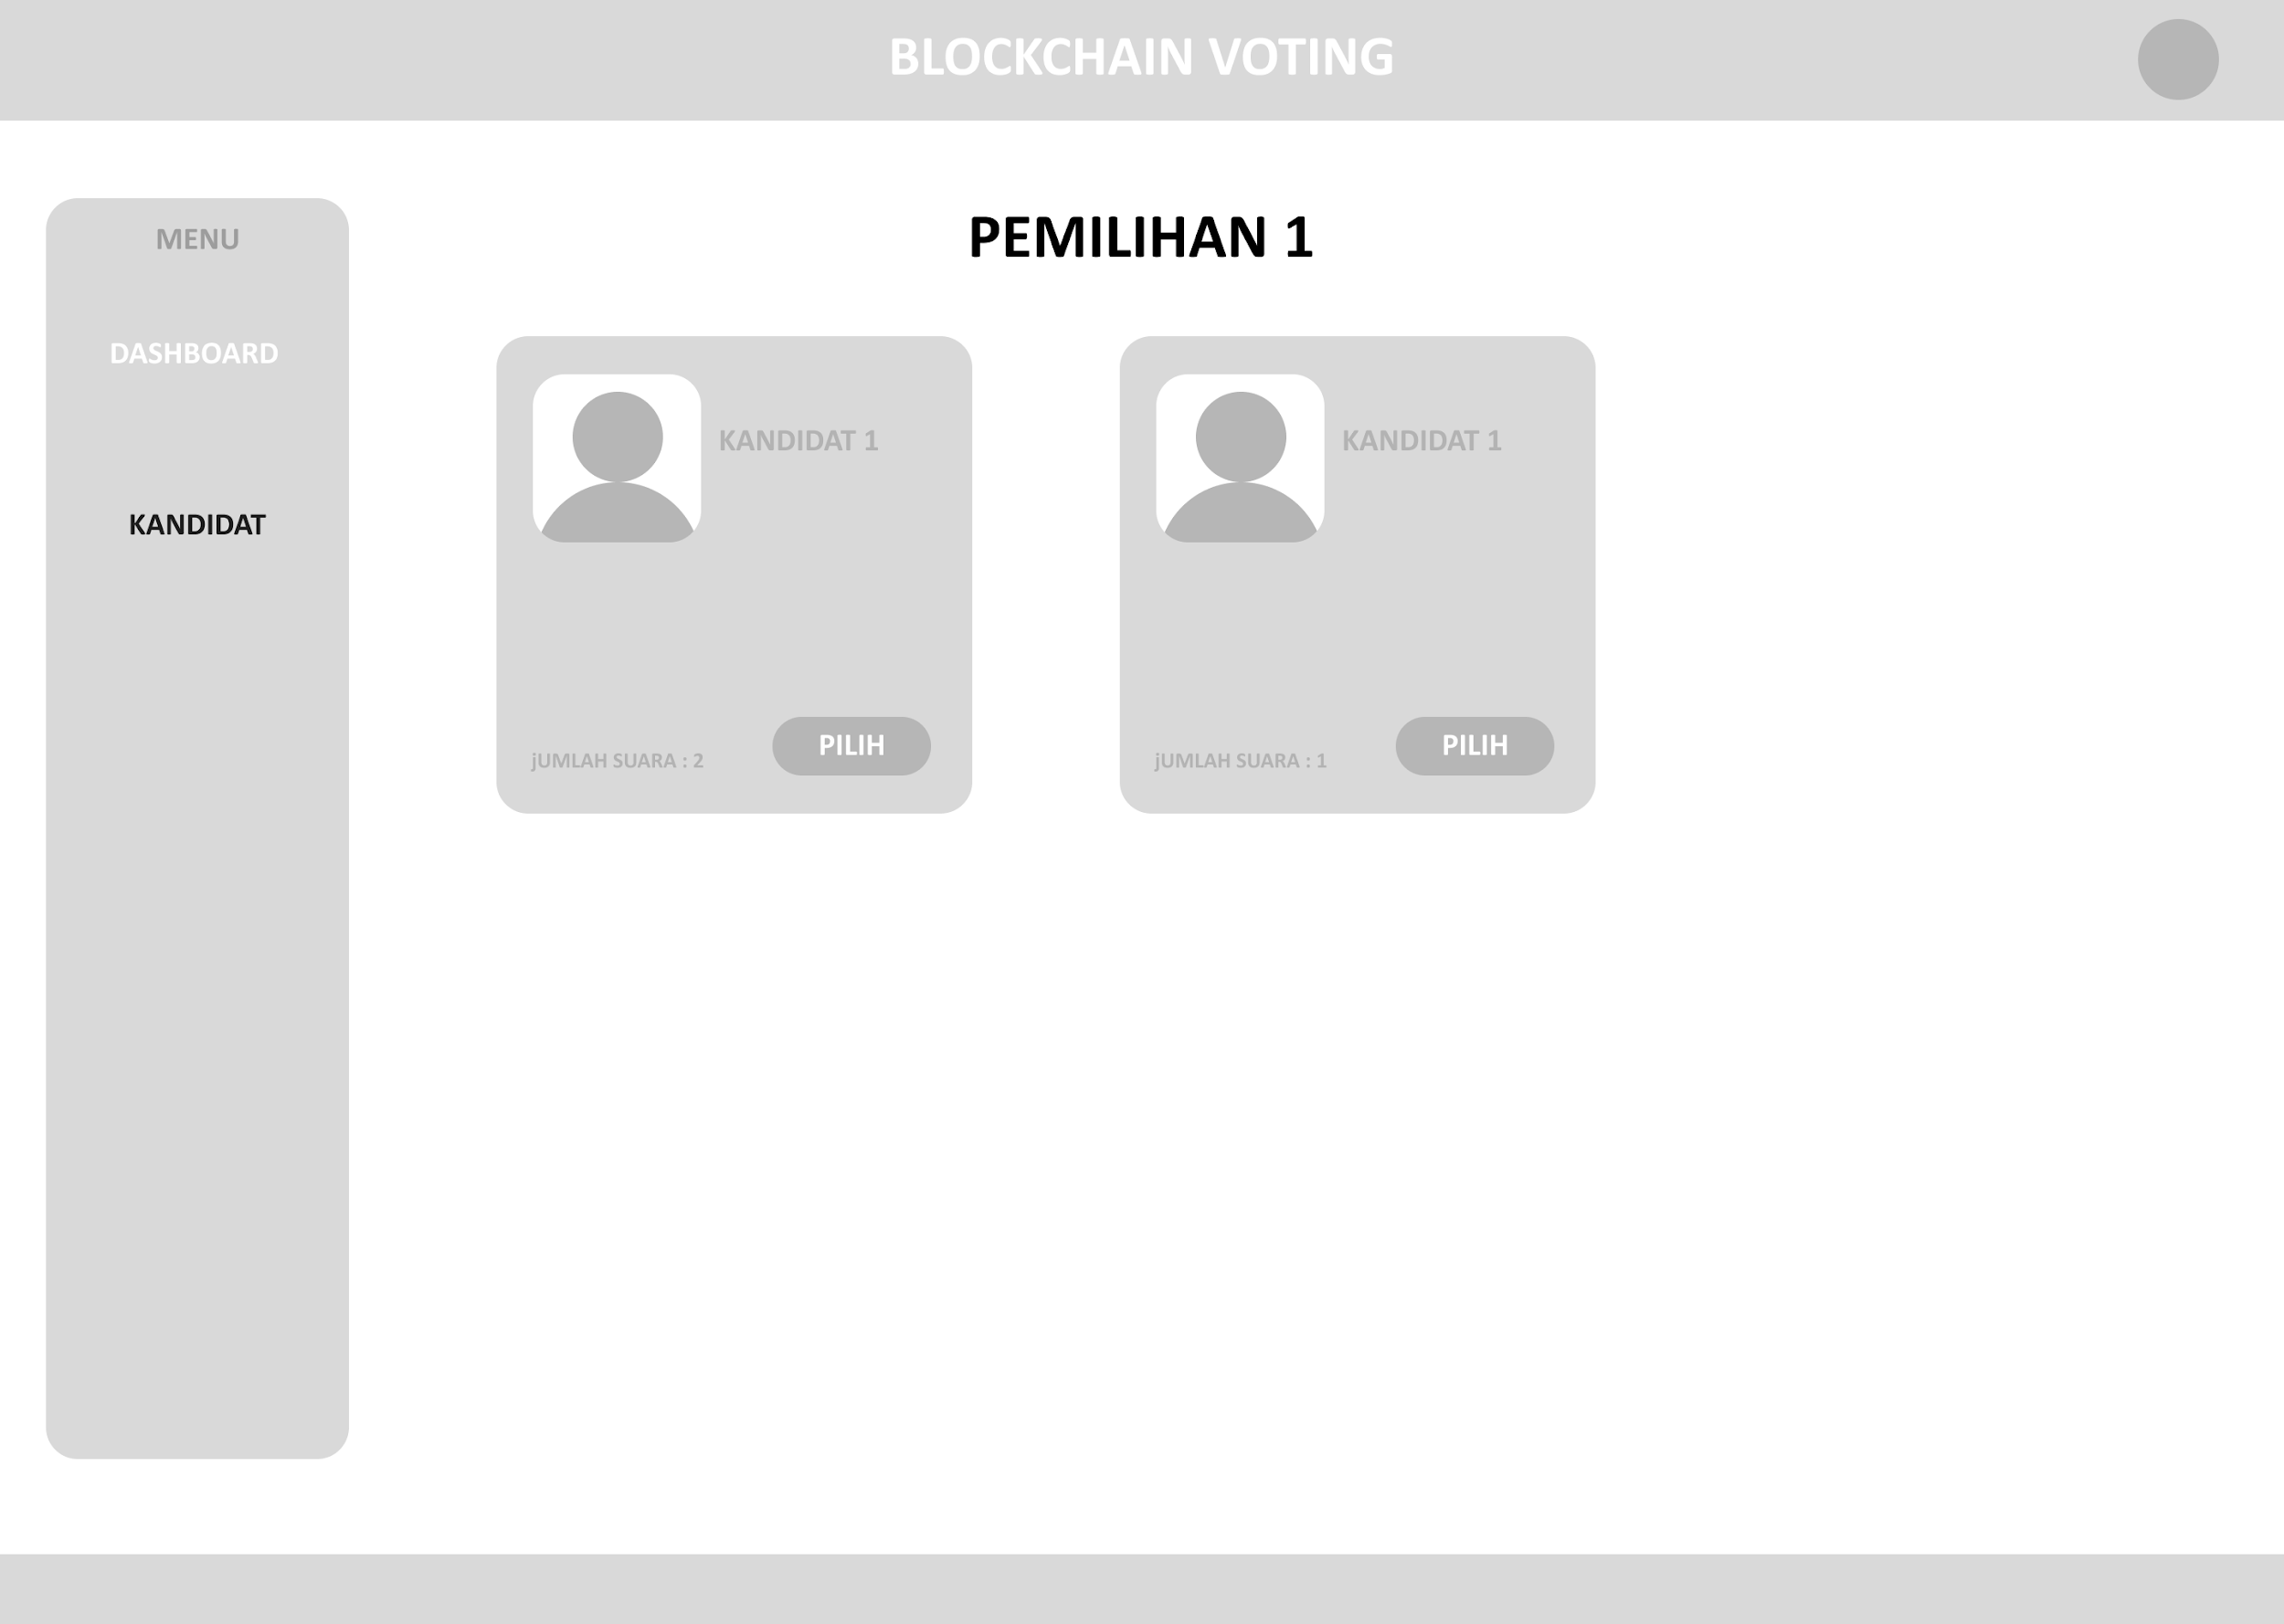 BLOCKCHAIN VOTING
MENU
DASHBOARD
KANDIDAT
PEMILIHAN 1
KANDIDAT 1
jUMLAH SUARA : 2
PILIH
KANDIDAT 1
jUMLAH SUARA : 1
PILIH